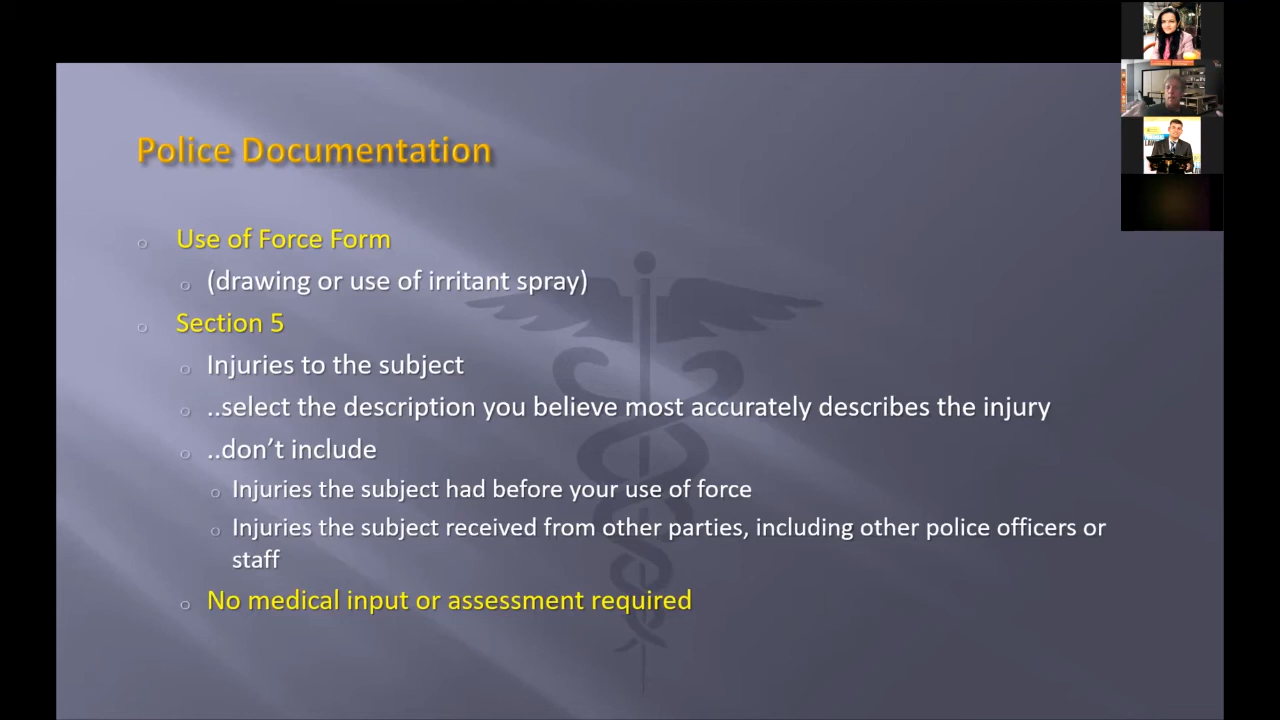 Police Documentation
Use of Force Form
(drawing or use of irritant spray)
Section 5
Injuries to the subject
..select the description you believe most accurately describes the injury
..don’t include
Injuries the subject had before your use of force
Injuries the subject received from other parties, including other police officers or
staff
No medical input or assessment required